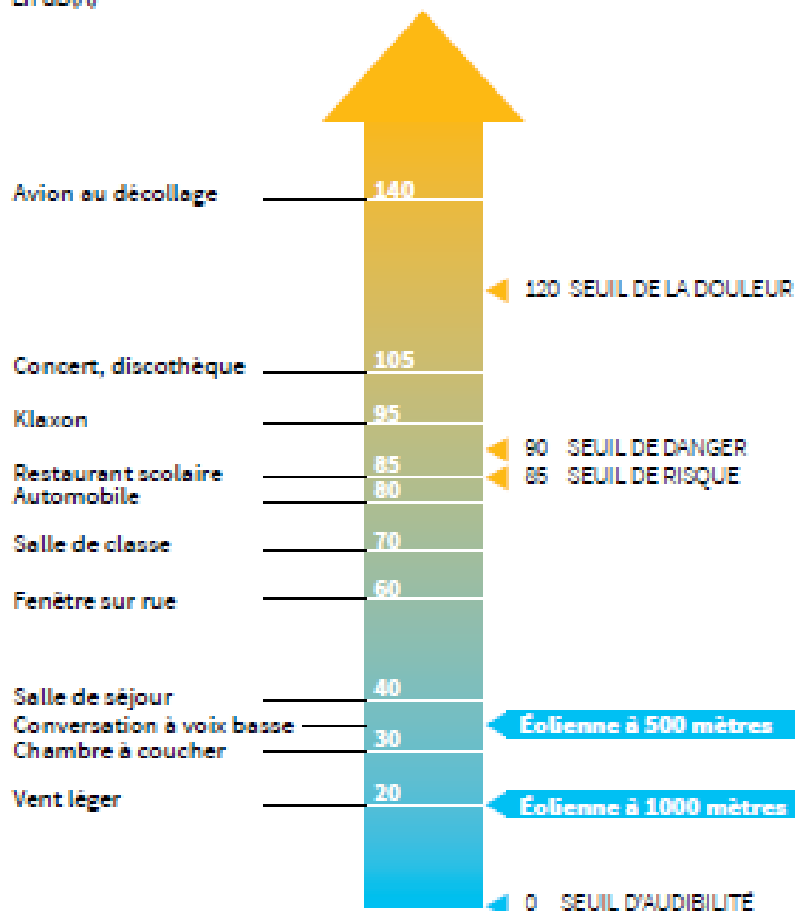 En dB(A)
Avion au décollage 140
120 SEUIL DE LA DOULEUR
Concert, discothèque 105
Klaxon 95
90 SEUIL DE DANGER
Restaurant scolaire 85
85 SEUIL DE RISQUE
Automobile 80
Salle de classe 70
Fenêtre sur rue 60
Salle de séjour 40
Conversation à voix basse
Éolienne à 500 mètres
Chambre à coucher 30
Vent léger 20
Éolienne à 1000 mètres
0 SEUIL D'AUDIBILITÉ